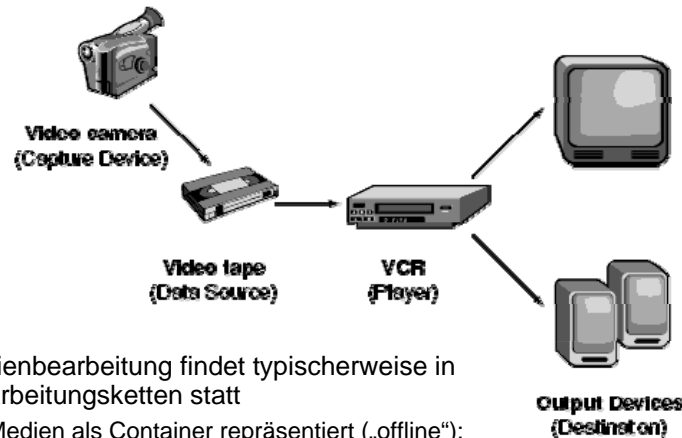 Video camera
(Capture Device)
Video tape
(Data Source)
VCR
(Player)
Output Devices
(Destination)
ienbearbeitung findet typischerweise in
arbeitungsketten statt
Medien als Container repräsentiert („offline“):